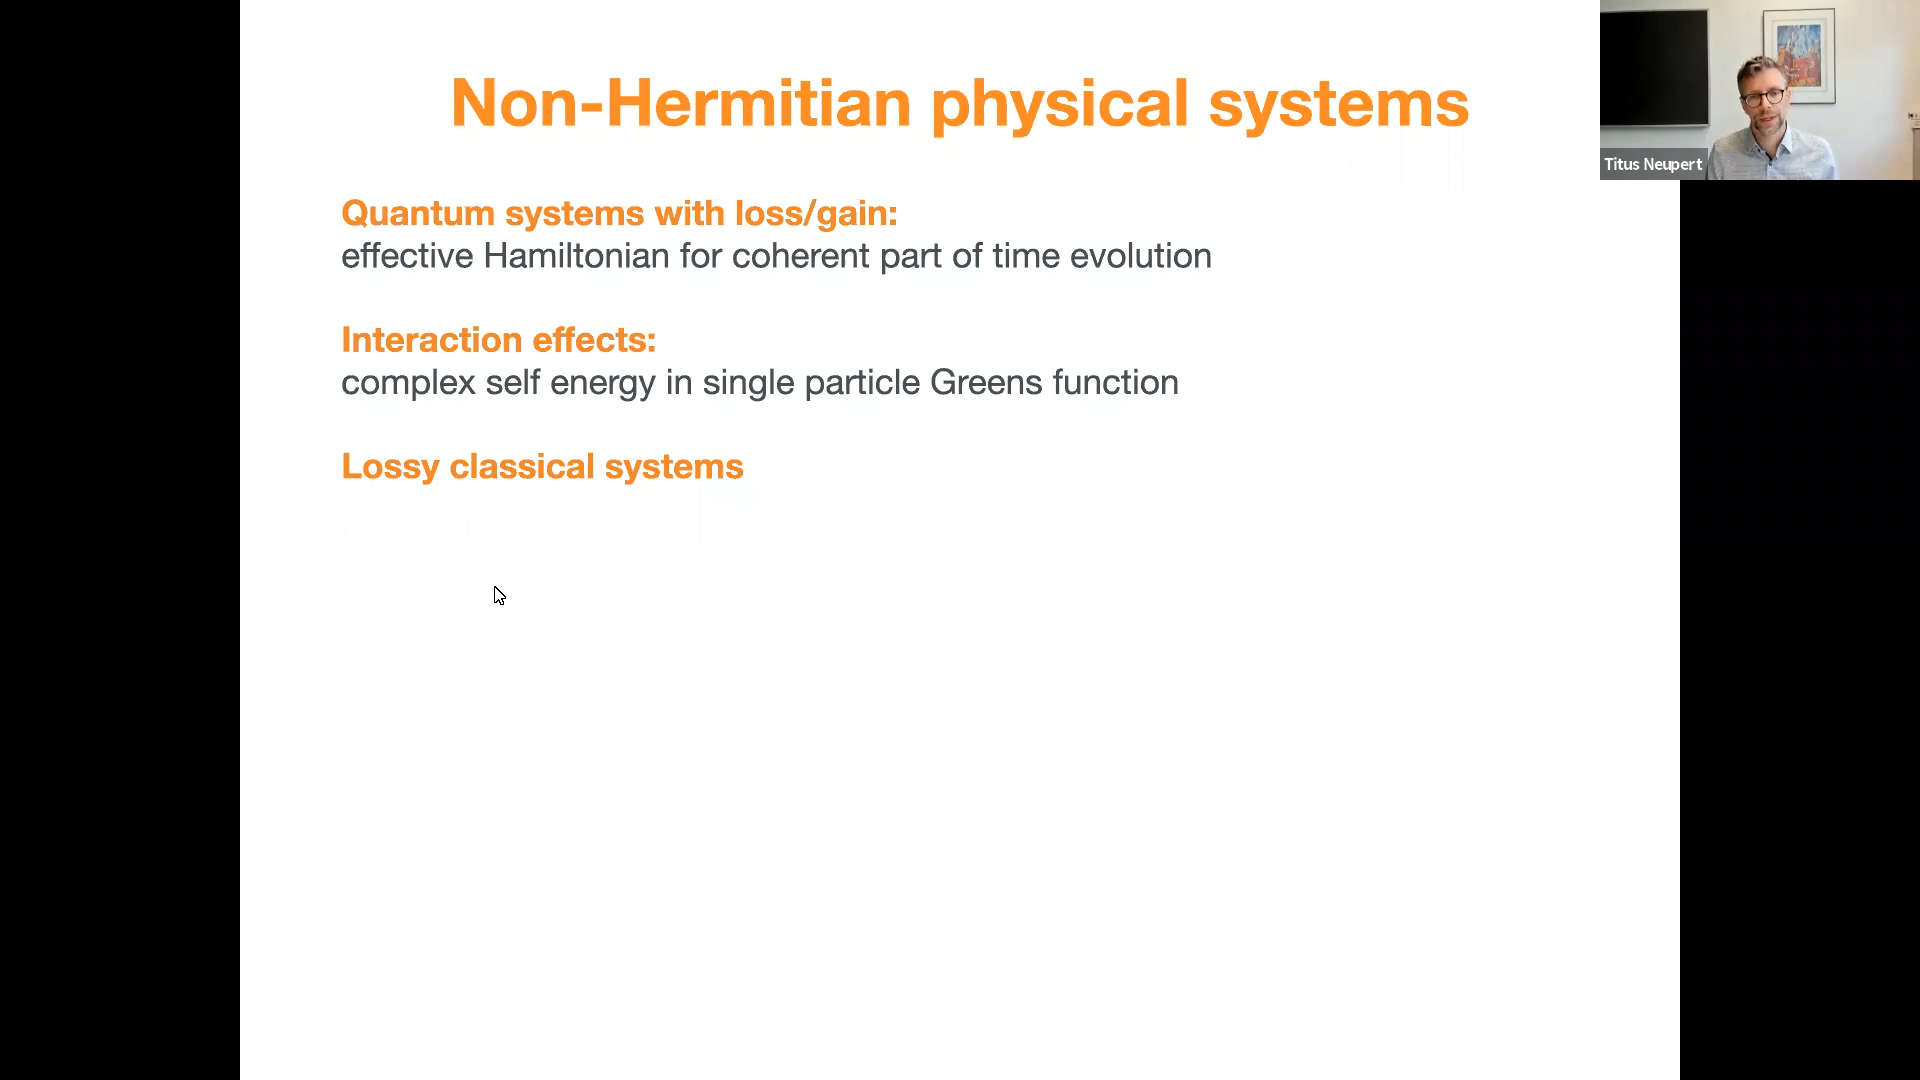 Non-Hermitian physical systems
Titus Neupert
Quantum systems with loss/gain:
effective Hamiltonian for coherent part of time evolution
Interaction effects:
complex self energy in single particle Greens function
Lossy classical systems